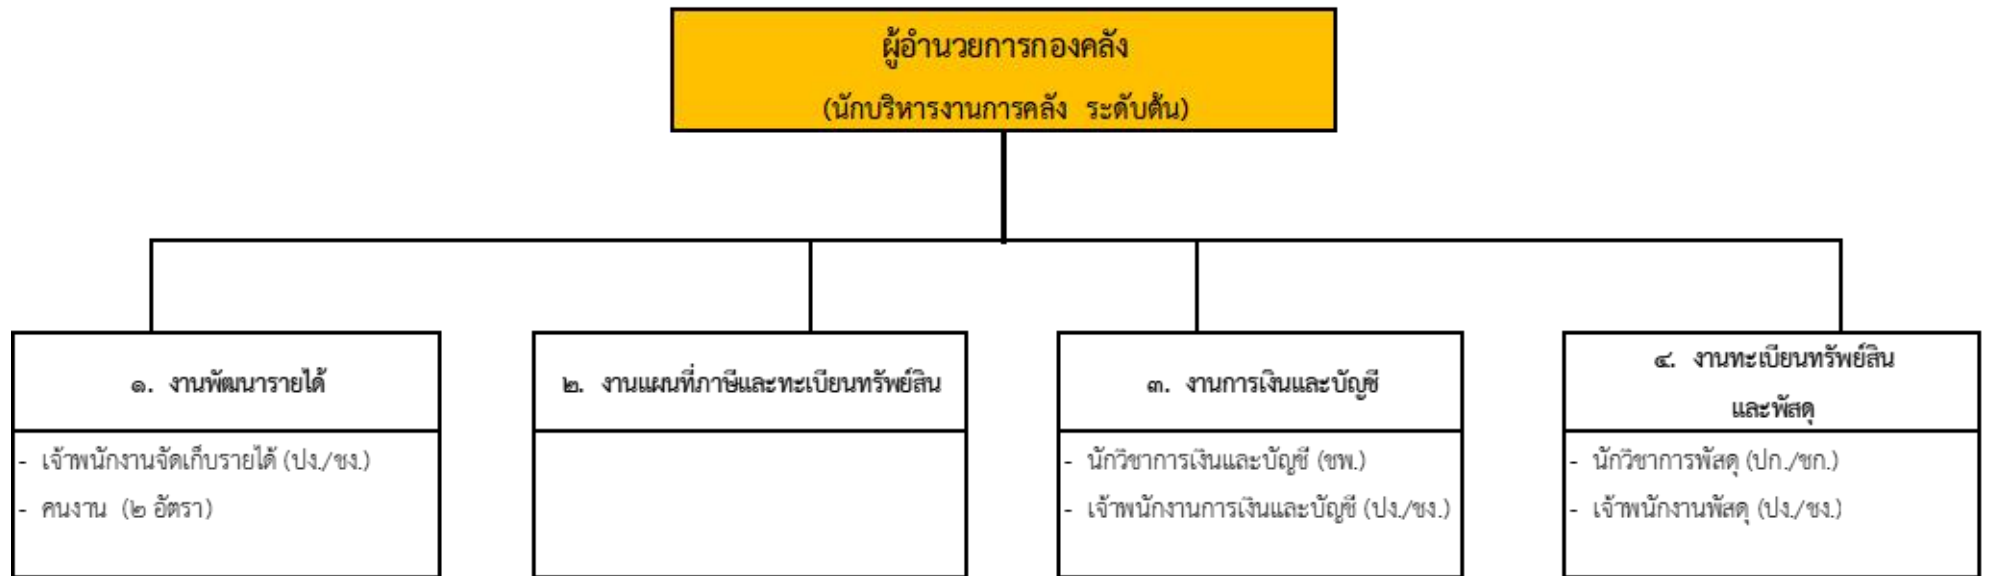 ผู้อำนวยการกองคลัง
(นักบริหารงานการคลัง ระดับต้น)
๑. งานพัฒนารายได้
- เจ้าพนักงานจัดเก็บรายได้ (ปง./ชง.)
- คนงาน (๒ อัตรา)
๒. งานแผนที่ภาษีและทะเบียนทรัพย์สิน
๓. งานการเงินและบัญชี
- นักวิชาการเงินและบัญชี (ชพ.)
- เจ้าพนักงานการเงินและบัญชี (ปง./ชง.)
๔. งานทะเบียนทรัพย์สิน
และพัสดุ
- นักวิชาการพัสดุ (ปก./ชก.)
- เจ้าพนักงานพัสดุ (ปง./ชง.)